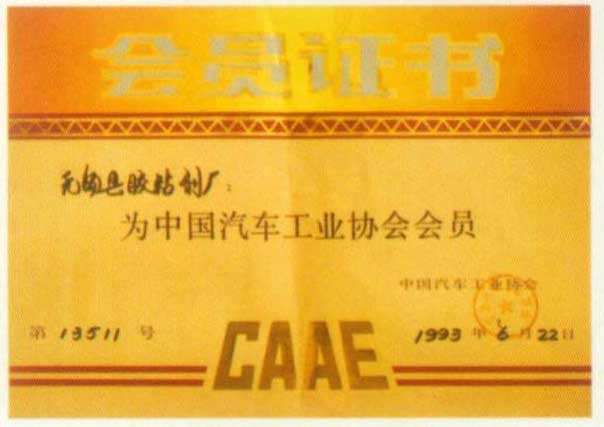 会员证书
无锡县胶粘剂厂:
为中国汽车工业协会会员
中国汽车工业协会
第 13511 号
1993 年 6 月 22 日
CAAE